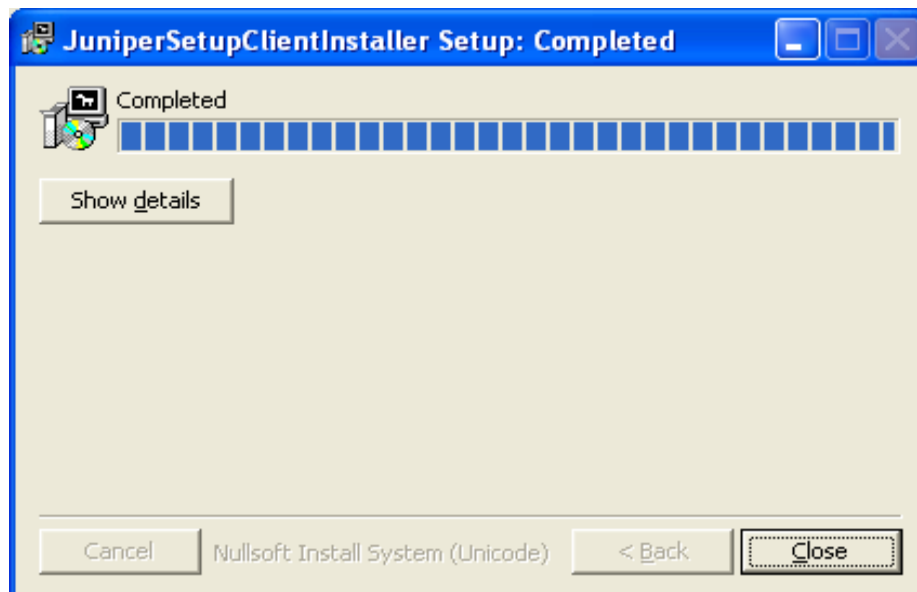 JuniperSetupClientInstaller Setup: Completed
Completed
Show details
Cancel Nullsoft Install System (Unicode) < Back Close